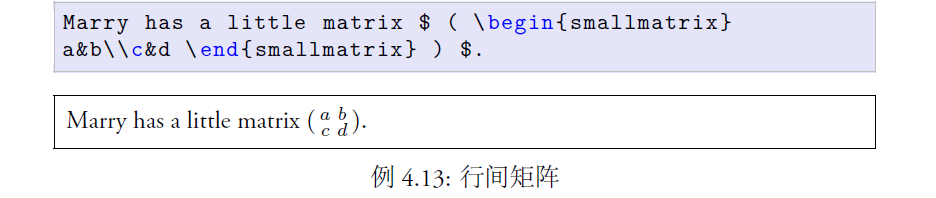 Marry has a little matrix $ ( \begin{smallmatrix}
a&b\\c&d \end{smallmatrix} ) $.
Marry has a little matrix (a b
c d).
例 4.13: 行间矩阵